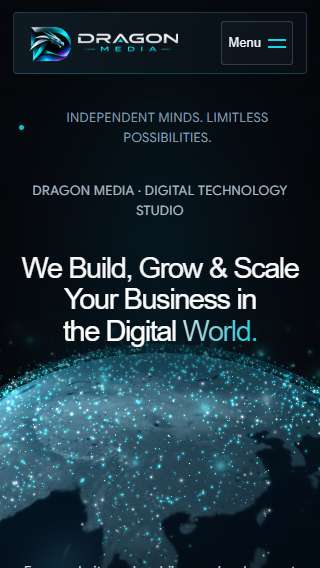 DRAGON
MEDIA
Menu
INDEPENDENT MINDS. LIMITLESS
POSSIBILITIES.
DRAGON MEDIA · DIGITAL TECHNOLOGY
STUDIO
We Build, Grow & Scale
Your Business in
the Digital World.